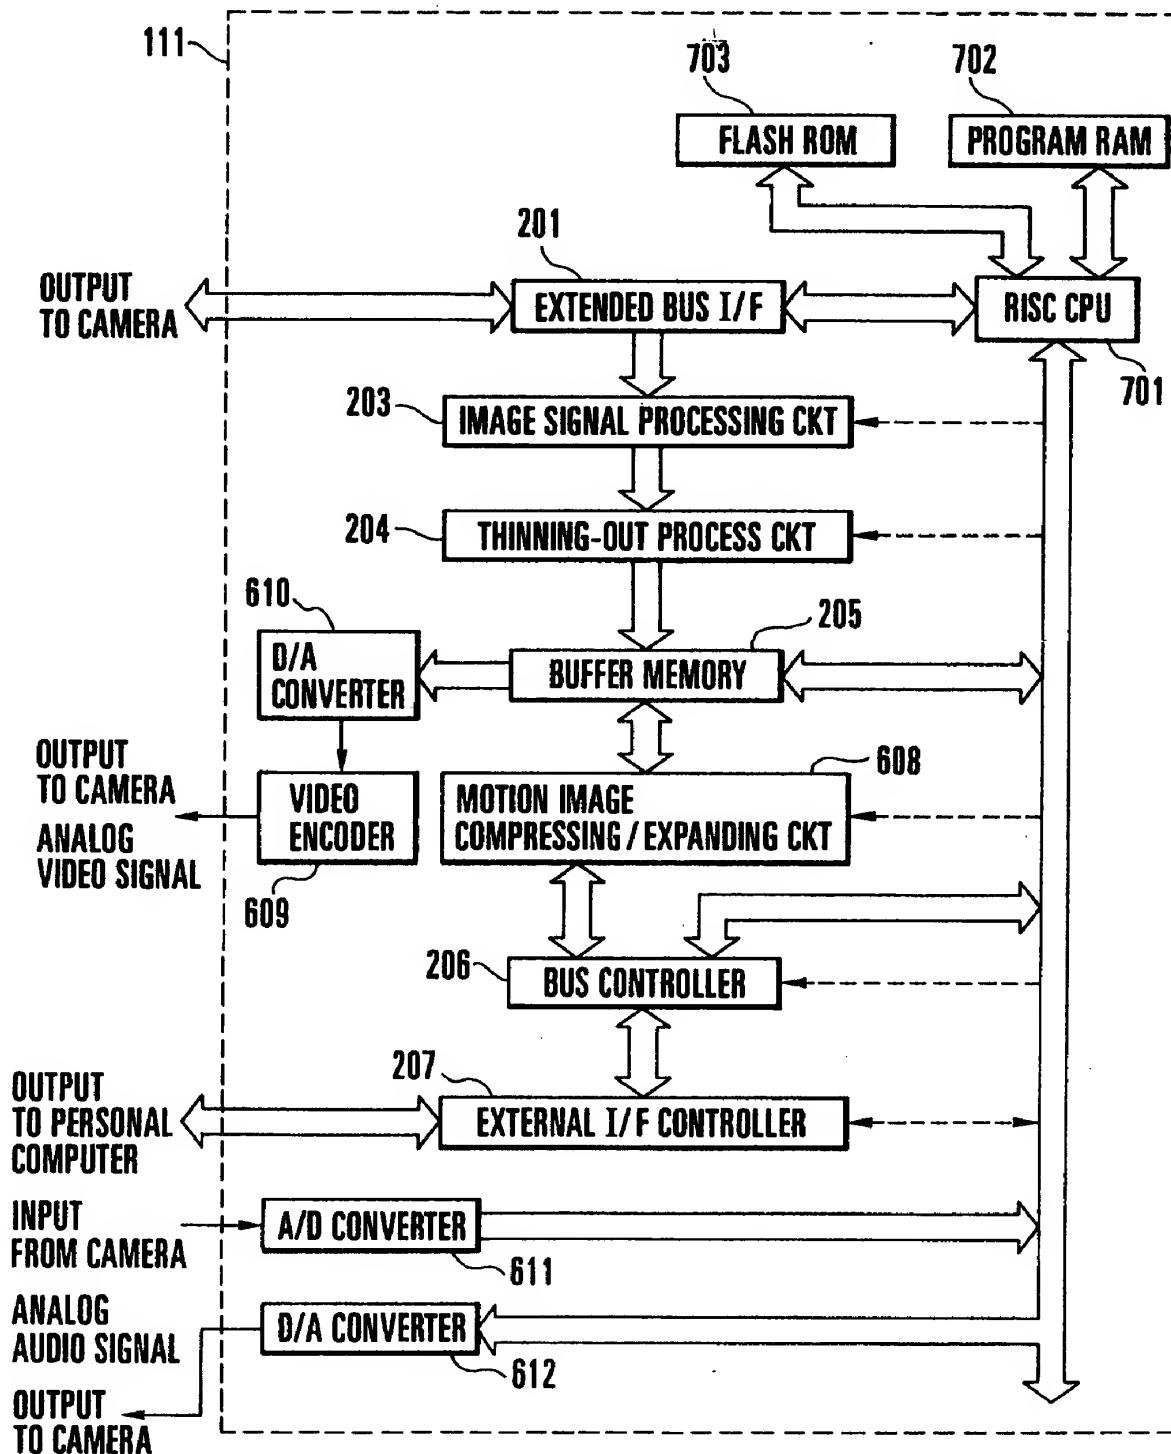 111
703
702
FLASH ROM
PROGRAM RAM
201
OUTPUT
TO CAMERA
EXTENDED BUS I/F
RISC CPU
701
203
IMAGE SIGNAL PROCESSING CKT
204
THINNING-OUT PROCESS CKT
610
205
D/A
CONVERTER
BUFFER MEMORY
OUTPUT
TO CAMERA
ANALOG
VIDEO SIGNAL
608
VIDEO
ENCODER
MOTION IMAGE
COMPRESSING/EXPANDING CKT
609
206
BUS CONTROLLER
207
OUTPUT
TO PERSONAL
COMPUTER
EXTERNAL I/F CONTROLLER
INPUT
FROM CAMERA
A/D CONVERTER
611
ANALOG
AUDIO SIGNAL
D/A CONVERTER
612
OUTPUT
TO CAMERA